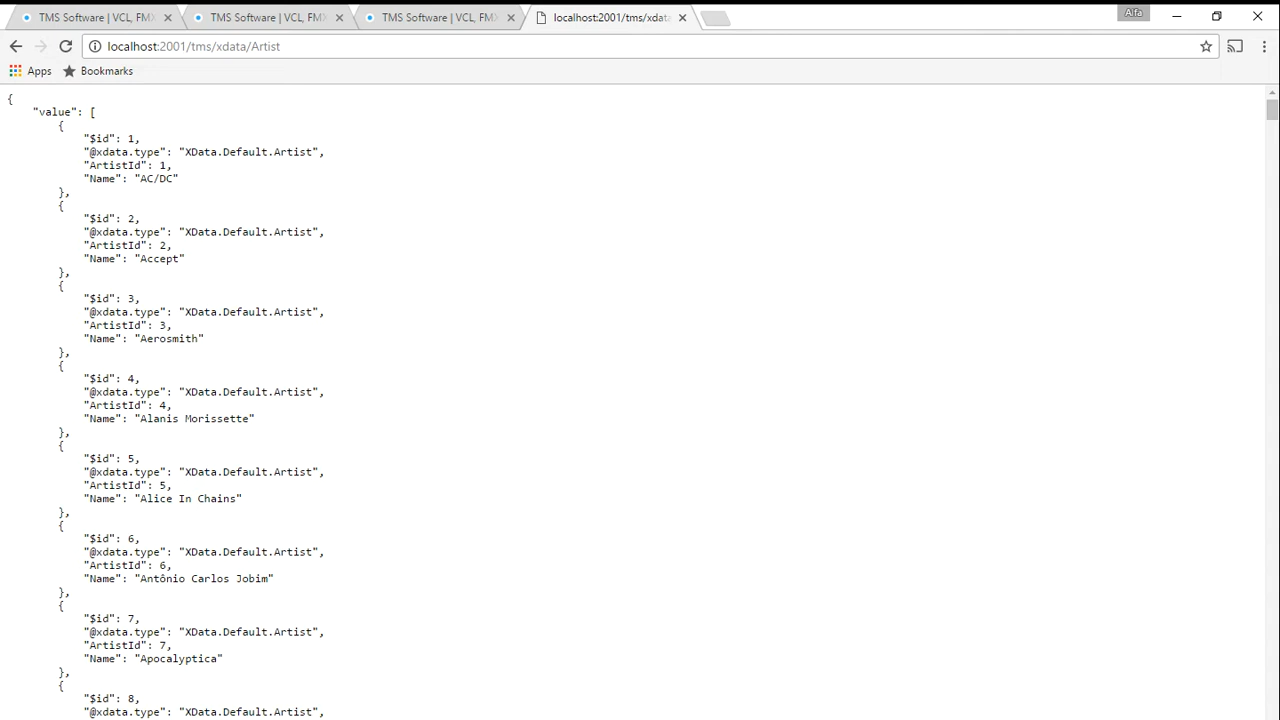 TMS Software | VCL, FMX
TMS Software | VCL, FMX
TMS Software | VCL, FMX
localhost:2001/tms/xdata
Alfa
localhost:2001/tms/xdata/Artist
Apps
Bookmarks
{
"value": [
{
"$id": 1,
"@xdata.type": "XData.Default.Artist",
"ArtistId": 1,
"Name": "AC/DC"
},
{
"$id": 2,
"@xdata.type": "XData.Default.Artist",
"ArtistId": 2,
"Name": "Accept"
},
{
"$id": 3,
"@xdata.type": "XData.Default.Artist",
"ArtistId": 3,
"Name": "Aerosmith"
},
{
"$id": 4,
"@xdata.type": "XData.Default.Artist",
"ArtistId": 4,
"Name": "Alanis Morissette"
},
{
"$id": 5,
"@xdata.type": "XData.Default.Artist",
"ArtistId": 5,
"Name": "Alice In Chains"
},
{
"$id": 6,
"@xdata.type": "XData.Default.Artist",
"ArtistId": 6,
"Name": "Antônio Carlos Jobim"
},
{
"$id": 7,
"@xdata.type": "XData.Default.Artist",
"ArtistId": 7,
"Name": "Apocalyptica"
},
{
"$id": 8,
"@xdata.type": "XData.Default.Artist",